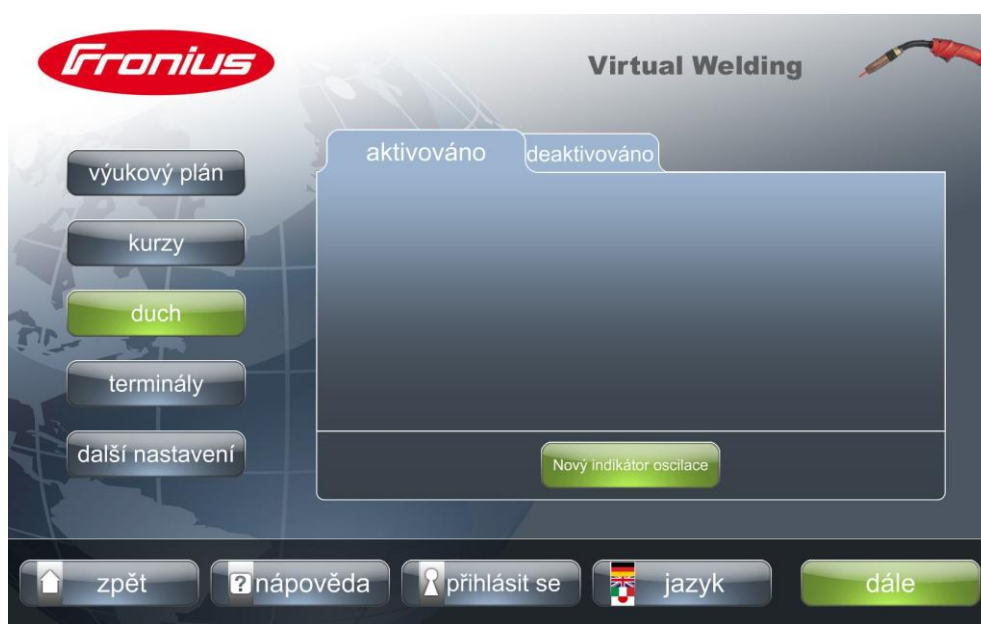 Fronius
Virtual Welding
aktivováno
deaktivováno
výukový plán
kurzy
duch
terminály
další nastavení
Nový indikátor oscilace
zpět
? nápověda
přihlásit se
jazyk
dále